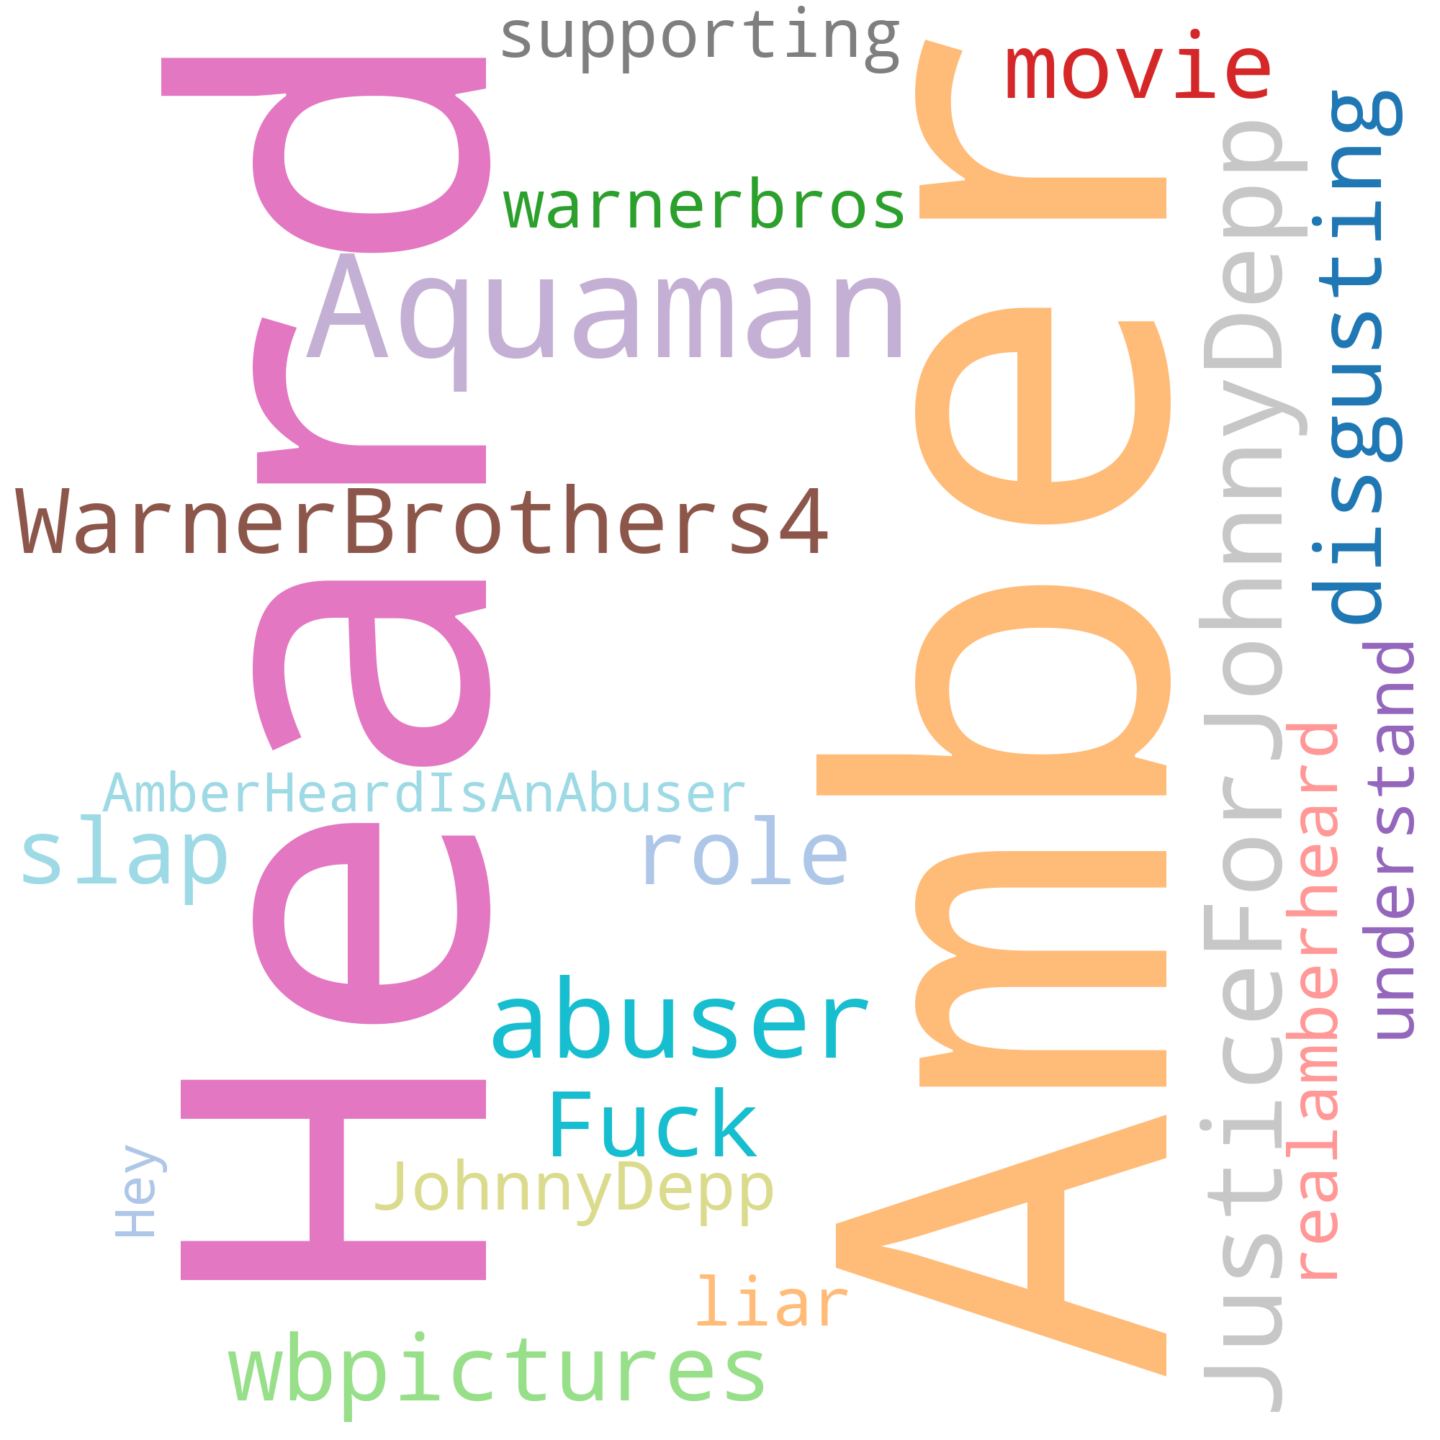 supporting
movie
warnerbros
Aquaman
WarnerBrothers4
Heard
Amber
JusticeForJohnnyDepp
disgusting
understand
realamberheard
AmberHeardIsAnAbuser
slap
role
abuser
Fuck
JohnnyDepp
Hey
liar
wbpictures